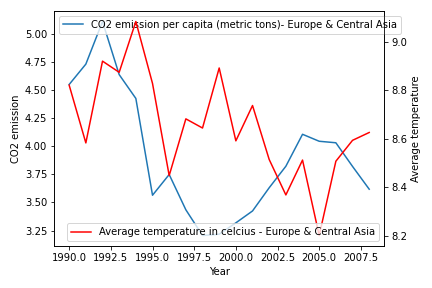 CO2 emission per capita (metric tons)- Europe & Central Asia
5.00
4.75
4.50
4.25
4.00
3.75
3.50
3.25
CO2 emission
9.0
8.8
8.6
8.4
8.2
Average temperature
Average temperature in celcius - Europe & Central Asia
1990.0 1992.5 1995.0 1997.5 2000.0 2002.5 2005.0 2007.5
Year